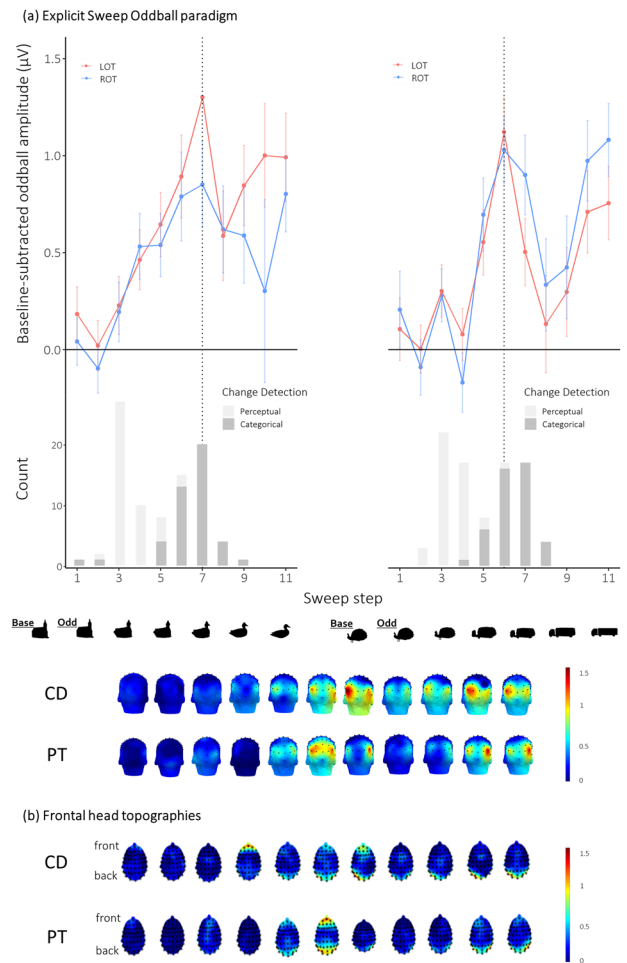 (a) Explicit Sweep Oddball paradigm
Baseline-subtracted oddball amplitude (µV)
1.5
1.0
0.5
0.0
LOT
ROT
LOT
ROT
Change Detection
Perceptual
Categorical
Change Detection
Perceptual
Categorical
Count
20
10
0
1 3 5 7 9 11
1 3 5 7 9 11
Sweep step
Base Odd
Base Odd
CD
PT
1.5
1
0.5
0
(b) Frontal head topographies
CD
front
back
PT
front
back
1.5
1
0.5
0